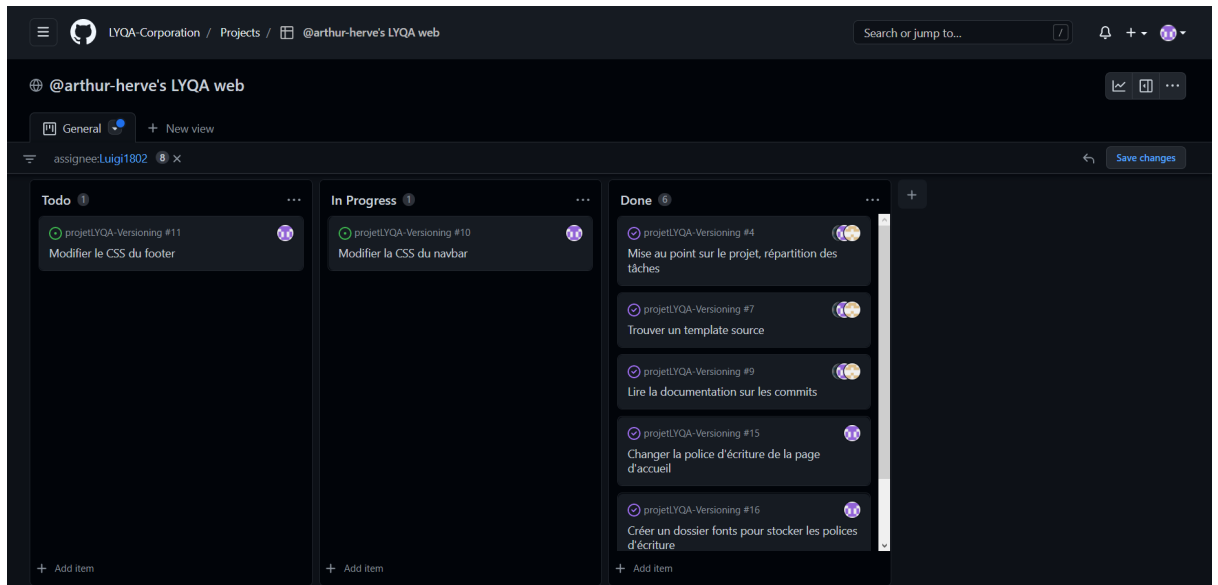 LYQA-Corporation / Projects / @arthur-herve's LYQA web
Search or jump to... /
@arthur-herve's LYQA web
General
+ New view
assignee:Luigi1802 8 ×
Save changes
Todo 1
projetLYQA-Versioning #11
Modifier le CSS du footer
+ Add item
In Progress 1
projetLYQA-Versioning #10
Modifier la CSS du navbar
+ Add item
Done 6
projetLYQA-Versioning #4
Mise au point sur le projet, répartition des
tâches
projetLYQA-Versioning #7
Trouver un template source
projetLYQA-Versioning #9
Lire la documentation sur les commits
projetLYQA-Versioning #15
Changer la police d'écriture de la page
d'accueil
projetLYQA-Versioning #16
Créer un dossier fonts pour stocker les polices
d'écriture
+ Add item